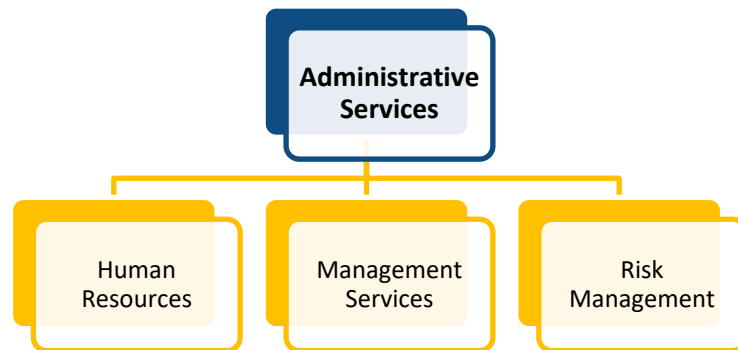 Administrative
Services
Human
Resources
Management
Services
Risk
Management